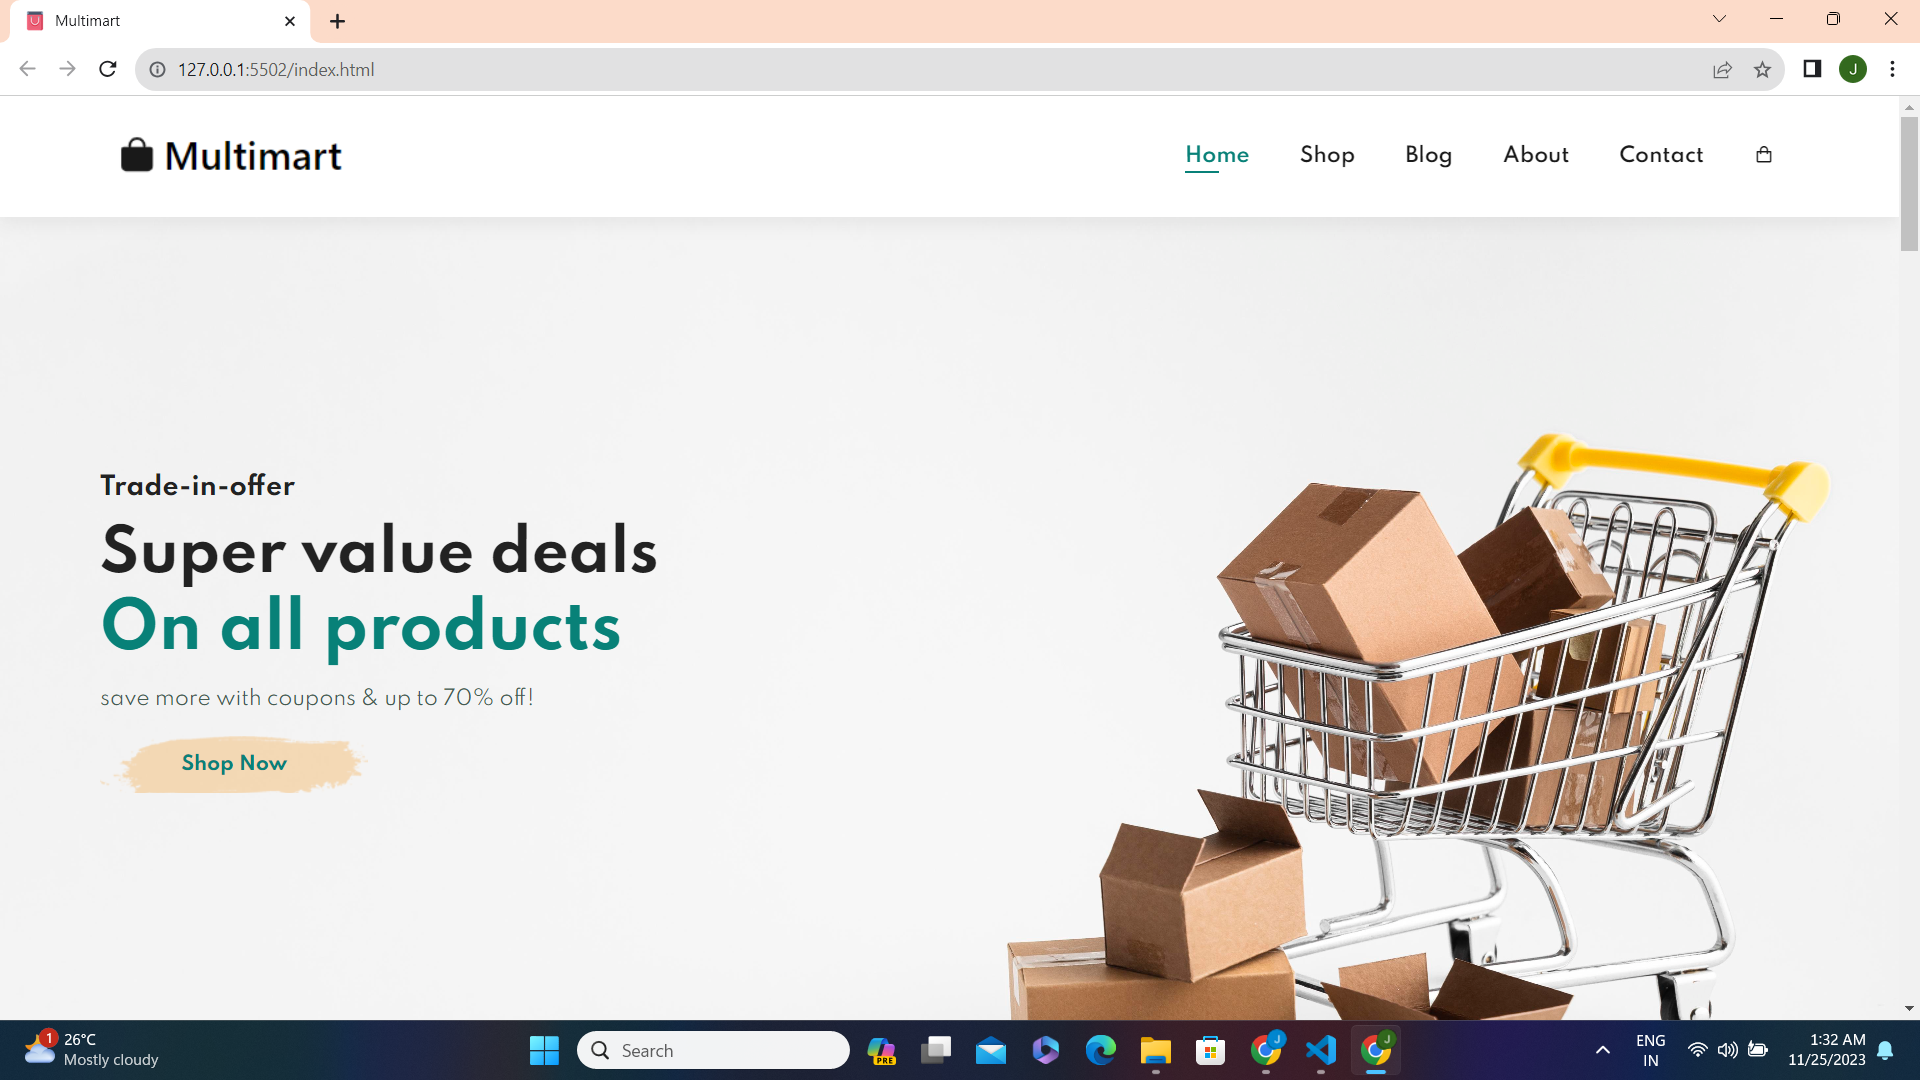 Multimart
127.0.0.1:5502/index.html
J
Multimart
Home Shop Blog About Contact
Trade-in-offer
Super value deals
On all products
save more with coupons & up to 70% off!
Shop Now
1
26°C
Mostly cloudy
Search
PRE
J
J
ENG
IN
1:32 AM
11/25/2023